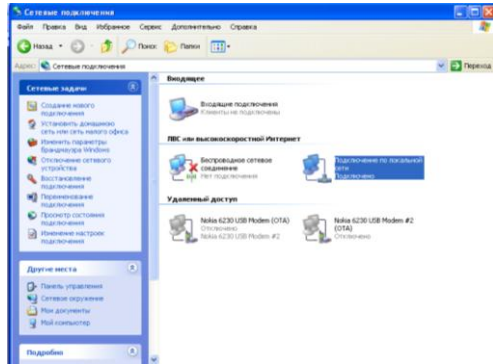 Сетевые подключения
Файл Правка Вид Избранное Сервис Дополнительно Справка
Назад Поиск Папки
Адрес: Сетевые подключения Переход
Сетевые задачи
Создание нового
подключения
Установить домашнюю
сеть или сеть малого офиса
Изменить параметры
брандмауэра Windows
Отключение сетевого
устройства
Восстановление
подключения
Переименование
подключения
Просмотр состояния
подключения
Изменение настроек
подключения
Другие места
Панель управления
Сетевое окружение
Мои документы
Мой компьютер
Подробно
Входящее
Входящие подключения
Клиенты не подключены
ЛВС или высокоскоростной Интернет
Беспроводное сетевое
соединение
Нет подключения
Подключение по локальной
сети
Подключено
Удаленный доступ
Nokia 6230 USB Modem (OTA)
Отключено
Nokia 6230 USB Modem #2
Nokia 6230 USB Modem #2
(OTA)
Отключено